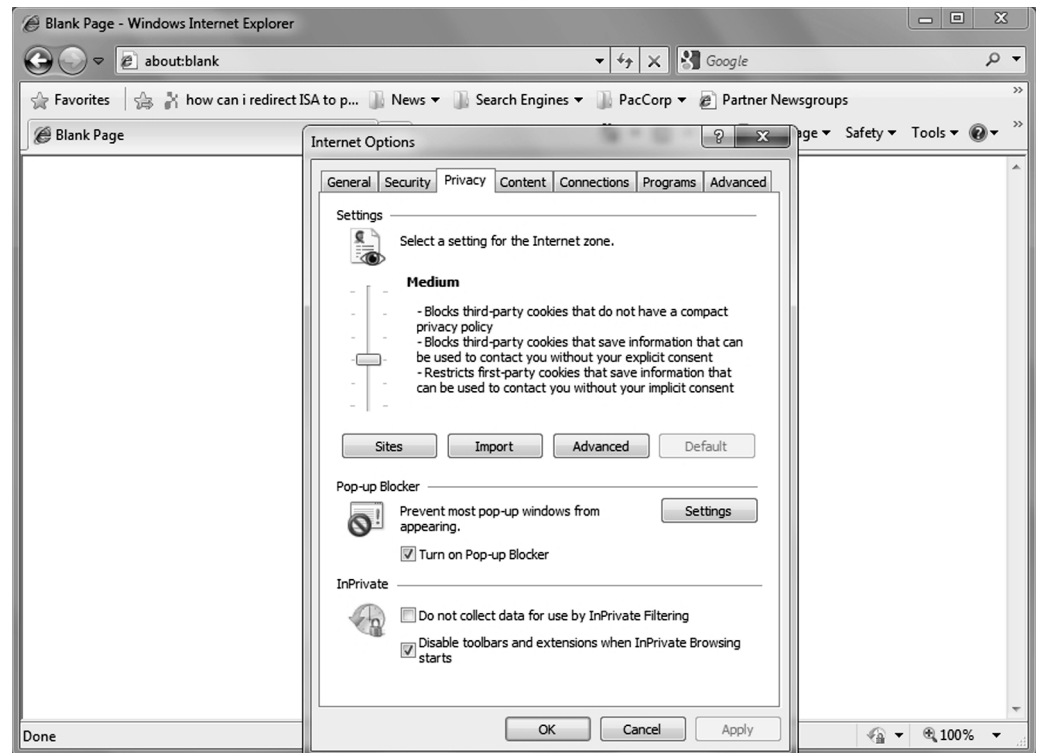 Blank Page - Windows Internet Explorer
about:blank
Google
Favorites
how can i redirect ISA to p...
News
Search Engines
PacCorp
Partner Newsgroups
Blank Page
age
Safety
Tools
Internet Options
General Security Privacy Content Connections Programs Advanced
Settings
Select a setting for the Internet zone.
Medium
- Blocks third-party cookies that do not have a compact
privacy policy
- Blocks third-party cookies that save information that can
be used to contact you without your explicit consent
- Restricts first-party cookies that save information that
can be used to contact you without your implicit consent
Sites Import Advanced Default
Pop-up Blocker
Prevent most pop-up windows from
appearing.
Settings
Turn on Pop-up Blocker
InPrivate
Do not collect data for use by InPrivate Filtering
Disable toolbars and extensions when InPrivate Browsing
starts
OK Cancel Apply
Done
100%